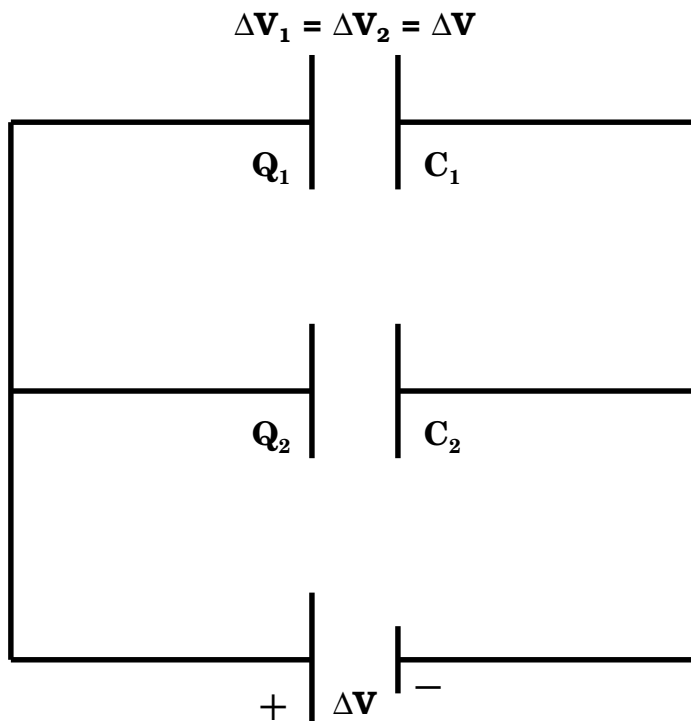 ΔV₁ = ΔV₂ = ΔV
Q₁ C₁
Q₂ C₂
+ ΔV −